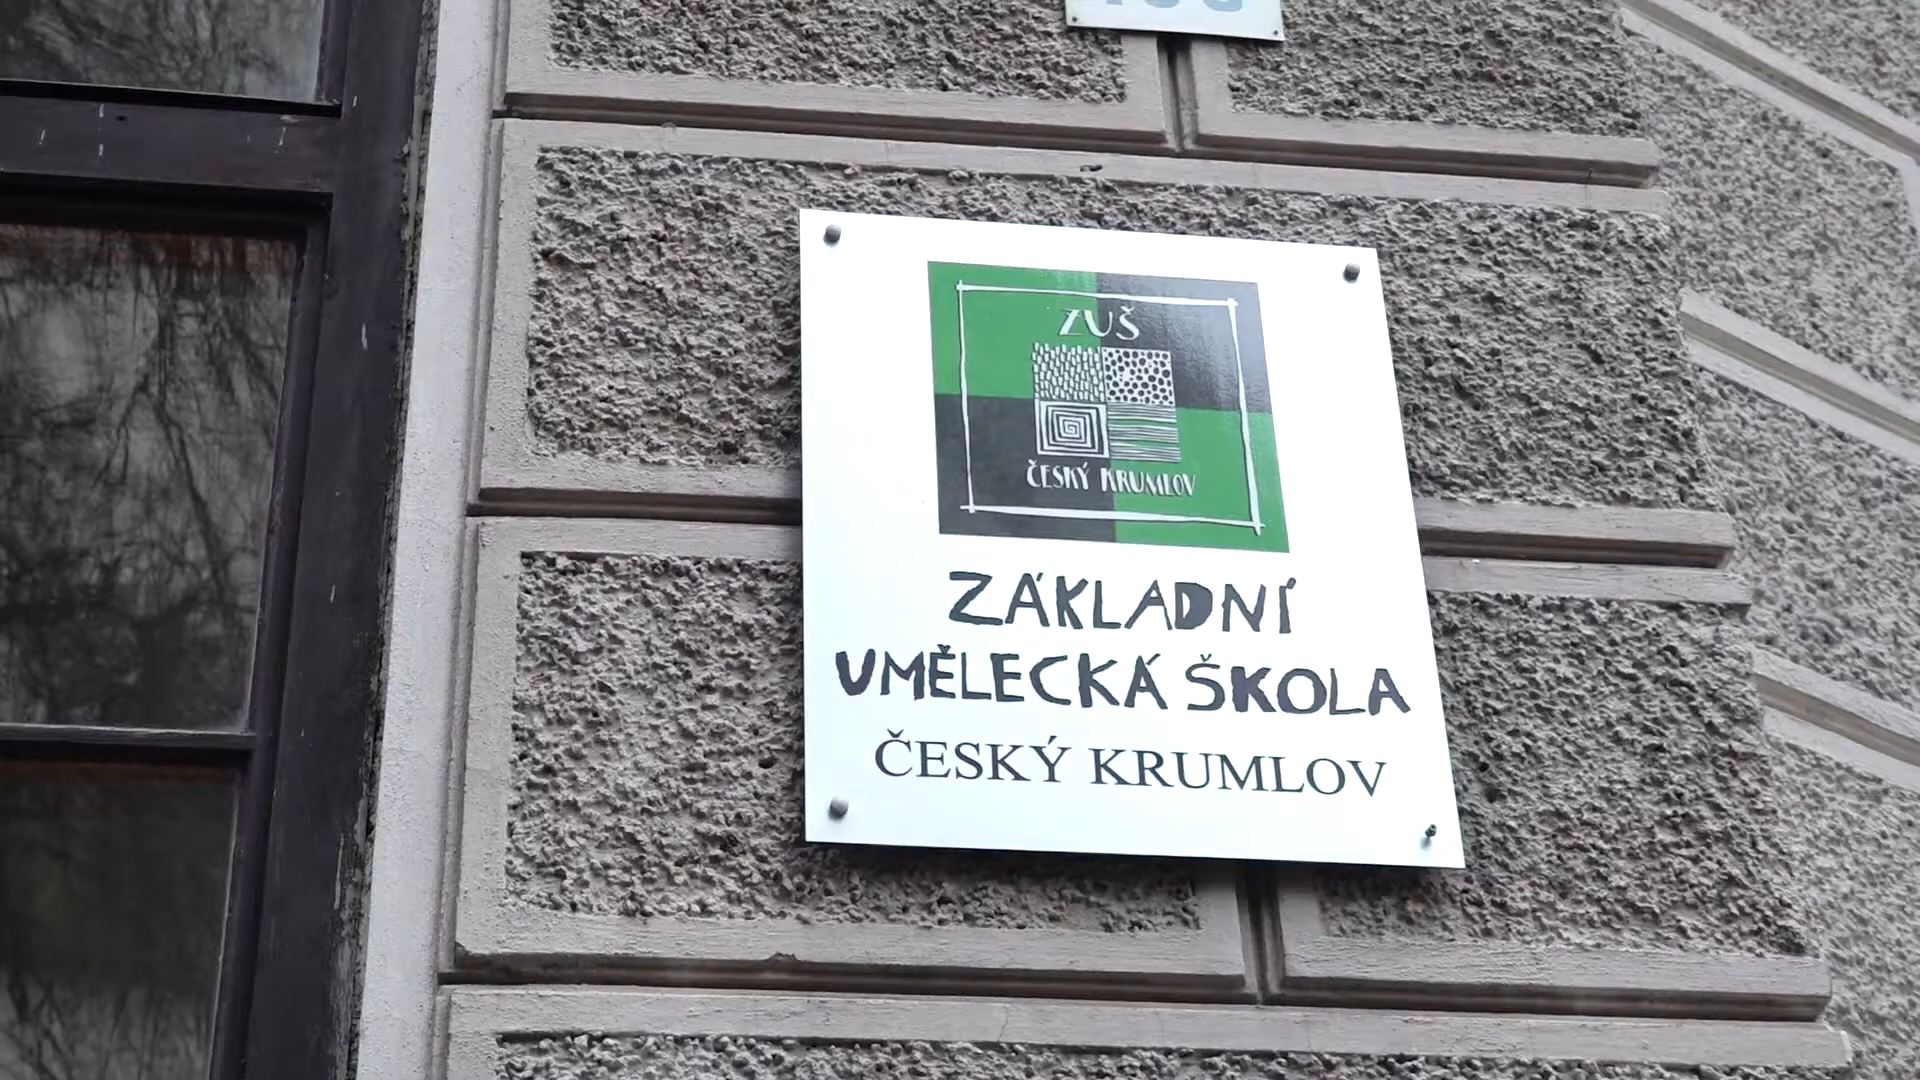 ZUŠ
ČESKÝ KRUMLOV
ZÁKLADNÍ
UMĚLECKÁ ŠKOLA
ČESKÝ KRUMLOV